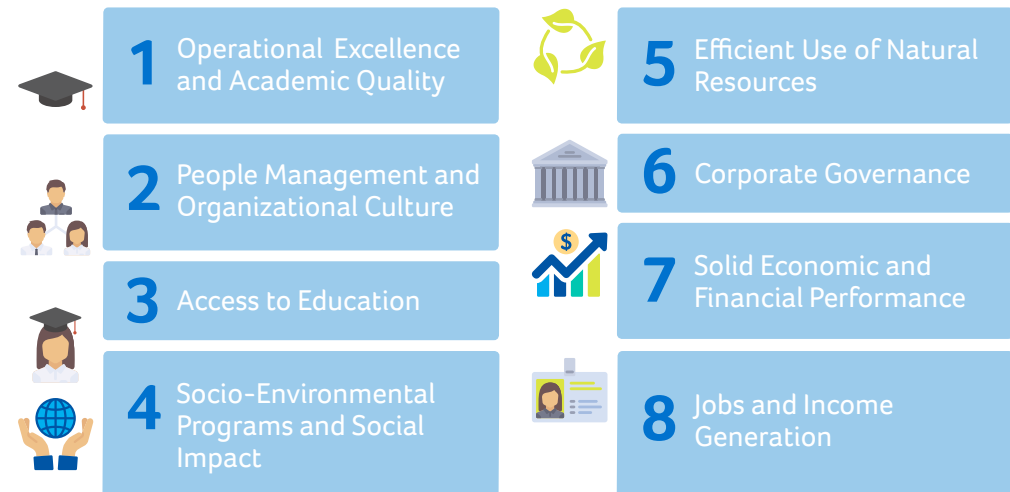 1
Operational Excellence
and Academic Quality
2
People Management and
Organizational Culture
3
Access to Education
4
Socio-Environmental
Programs and Social
Impact
5
Efficient Use of Natural
Resources
6
Corporate Governance
$
7
Solid Economic and
Financial Performance
8
Jobs and Income
Generation